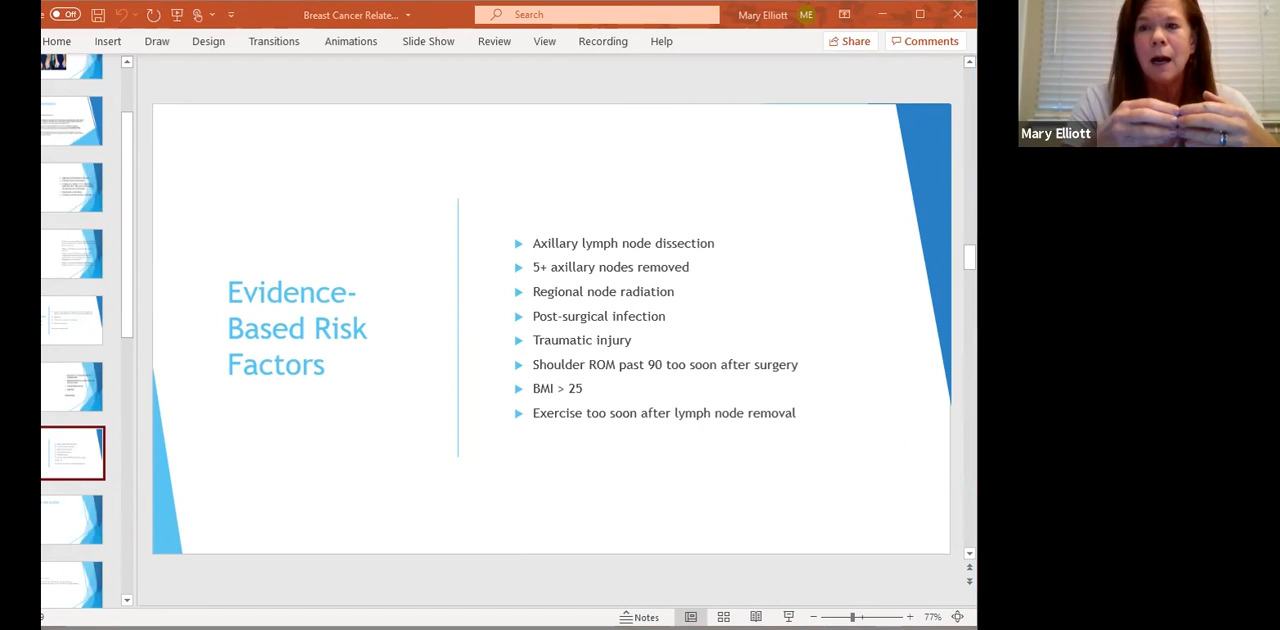 Off
Breast Cancer Relate...
Search
Mary Elliott
ME
Home
Insert
Draw
Design
Transitions
Animations
Slide Show
Review
View
Recording
Help
Share
Comments
Mary Elliott
Evidence-
Based Risk
Factors
Axillary lymph node dissection
5+ axillary nodes removed
Regional node radiation
Post-surgical infection
Traumatic injury
Shoulder ROM past 90 too soon after surgery
BMI > 25
Exercise too soon after lymph node removal
Notes
77%